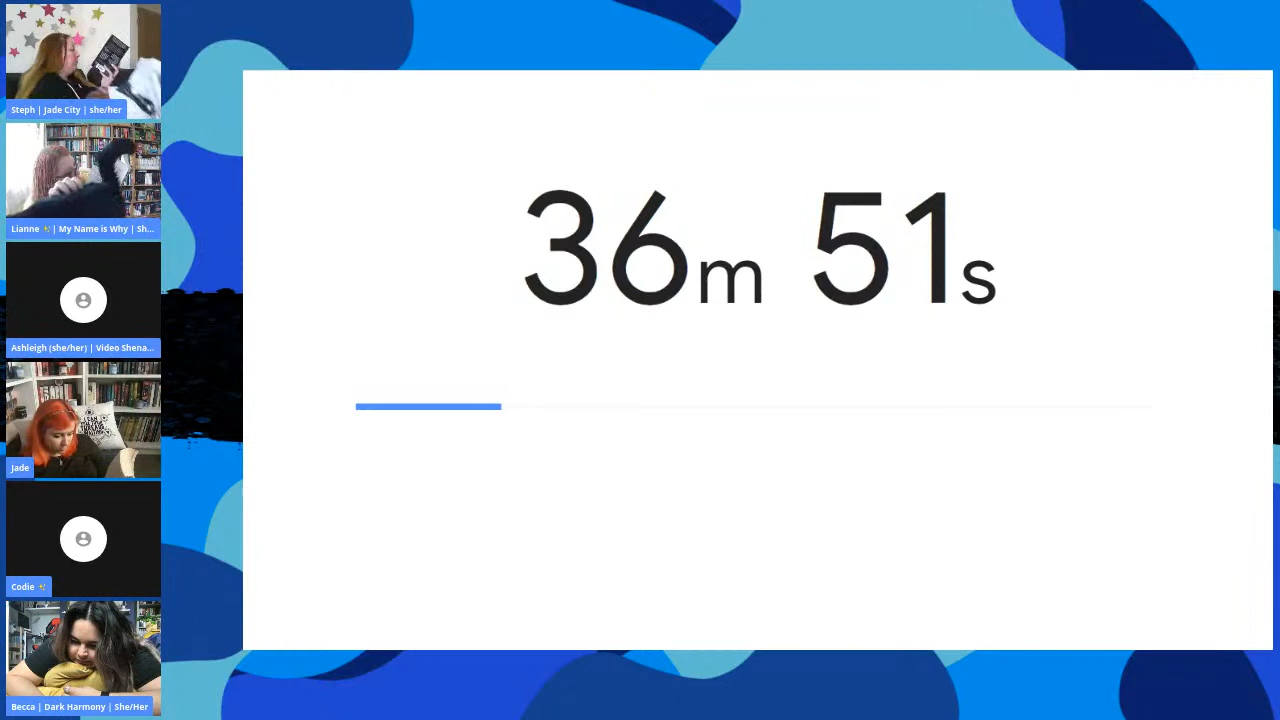 Steph | Jade City | she/her
Lianne ✨ | My Name is Why | Sh...
Ashleigh (she/her) | Video Shena...
Jade
Codie ✨
Becca | Dark Harmony | She/Her
36m 51s